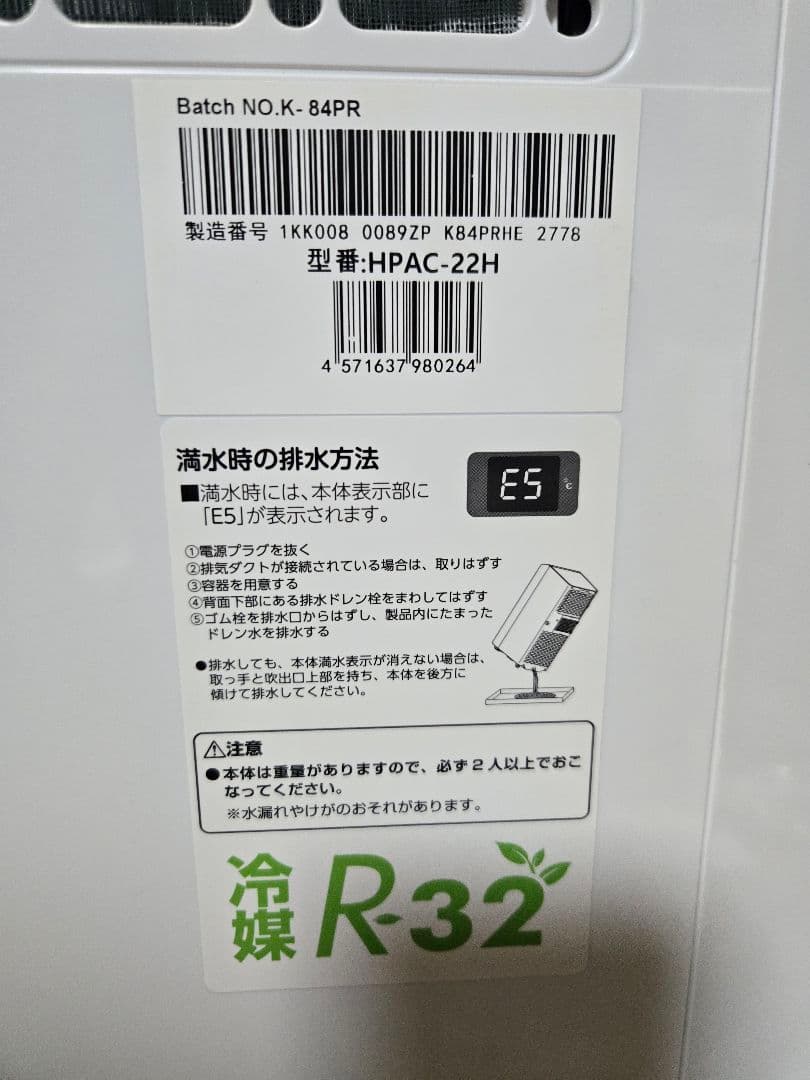 Batch NO.K- 84PR
製造番号 1KK008 0089ZP K84PRHE 2778
型番:HPAC-22H
4 571637 980264
満水時の排水方法
■満水時には、本体表示部に
「E5」が表示されます。
E5 ℃
①電源プラグを抜く
②排気ダクトが接続されている場合は、取りはずす
③容器を用意する
④背面下部にある排水ドレン栓をまわしてはずす
⑤ゴム栓を排水口からはずし、製品内にたまった
ドレン水を排水する
●排水しても、本体満水表示が消えない場合は、
取っ手と吹出口上部を持ち、本体を後方に
傾けて排水してください。
⚠注意
●本体は重量がありますので、必ず2人以上でおこ
なってください。
※水漏れやけがのおそれがあります。
冷媒 R-32